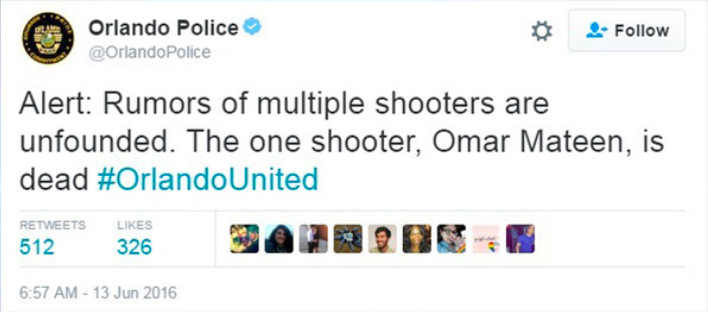 Orlando Police
@OrlandoPolice
Follow
Alert: Rumors of multiple shooters are
unfounded. The one shooter, Omar Mateen, is
dead #OrlandoUnited
RETWEETS LIKES
512 326
6:57 AM - 13 Jun 2016